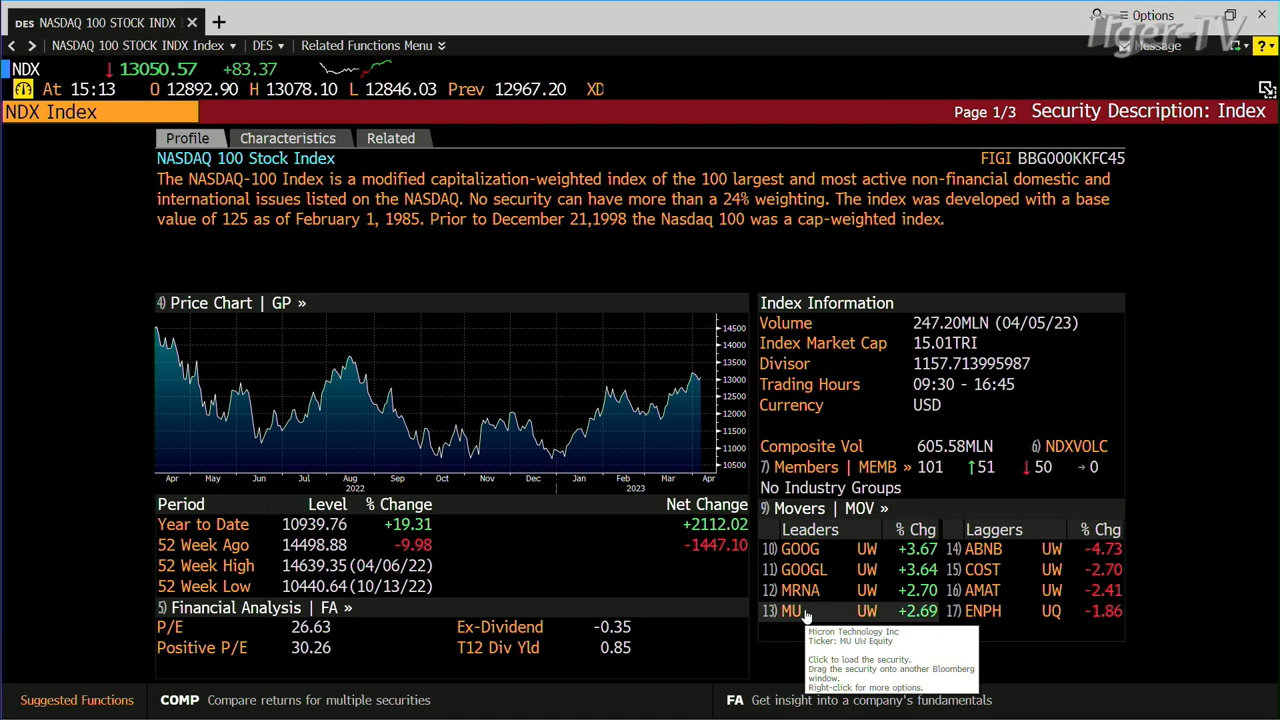 DES NASDAQ 100 STOCK INDX × +
Options
Tiger-TV
< > NASDAQ 100 STOCK INDX Index DES Related Functions Menu Message ?
NDX ↓ 13050.57 +83.37
At 15:13 O 12892.90 H 13078.10 L 12846.03 Prev 12967.20 XD
NDX Index Page 1/3 Security Description: Index
Profile Characteristics Related
NASDAQ 100 Stock Index FIGI BBG000KKFC45
The NASDAQ-100 Index is a modified capitalization-weighted index of the 100 largest and most active non-financial domestic and
international issues listed on the NASDAQ. No security can have more than a 24% weighting. The index was developed with a base
value of 125 as of February 1, 1985. Prior to December 21,1998 the Nasdaq 100 was a cap-weighted index.
4) Price Chart | GP »
14500
14000
13500
13000
12500
12000
11500
11000
10500
Apr May Jun Jul Aug Sep Oct Nov Dec Jan Feb Mar Apr
2022 2023
Index Information
Volume 247.20MLN (04/05/23)
Index Market Cap 15.01TRI
Divisor 1157.713995987
Trading Hours 09:30 - 16:45
Currency USD
Composite Vol 605.58MLN 6) NDXVOLC
7) Members | MEMB » 101 ↑51 ↓50 →0
No Industry Groups
Period Level % Change Net Change
Year to Date 10939.76 +19.31 +2112.02
52 Week Ago 14498.88 -9.98 -1447.10
52 Week High 14639.35 (04/06/22)
52 Week Low 10440.64 (10/13/22)
5) Financial Analysis | FA »
P/E 26.63 Ex-Dividend -0.35
Positive P/E 30.26 T12 Div Yld 0.85
9) Movers | MOV »
Leaders % Chg Laggers % Chg
10) GOOG UW +3.67 14) ABNB UW -4.73
11) GOOGL UW +3.64 15) COST UW -2.70
12) MRNA UW +2.70 16) AMAT UW -2.41
13) MU UW +2.69 17) ENPH UQ -1.86
Micron Technology Inc
Ticker: MU UW Equity
Click to load the security.
Drag the security onto another Bloomberg
window.
Right-click for more options.
Suggested Functions COMP Compare returns for multiple securities FA Get insight into a company's fundamentals